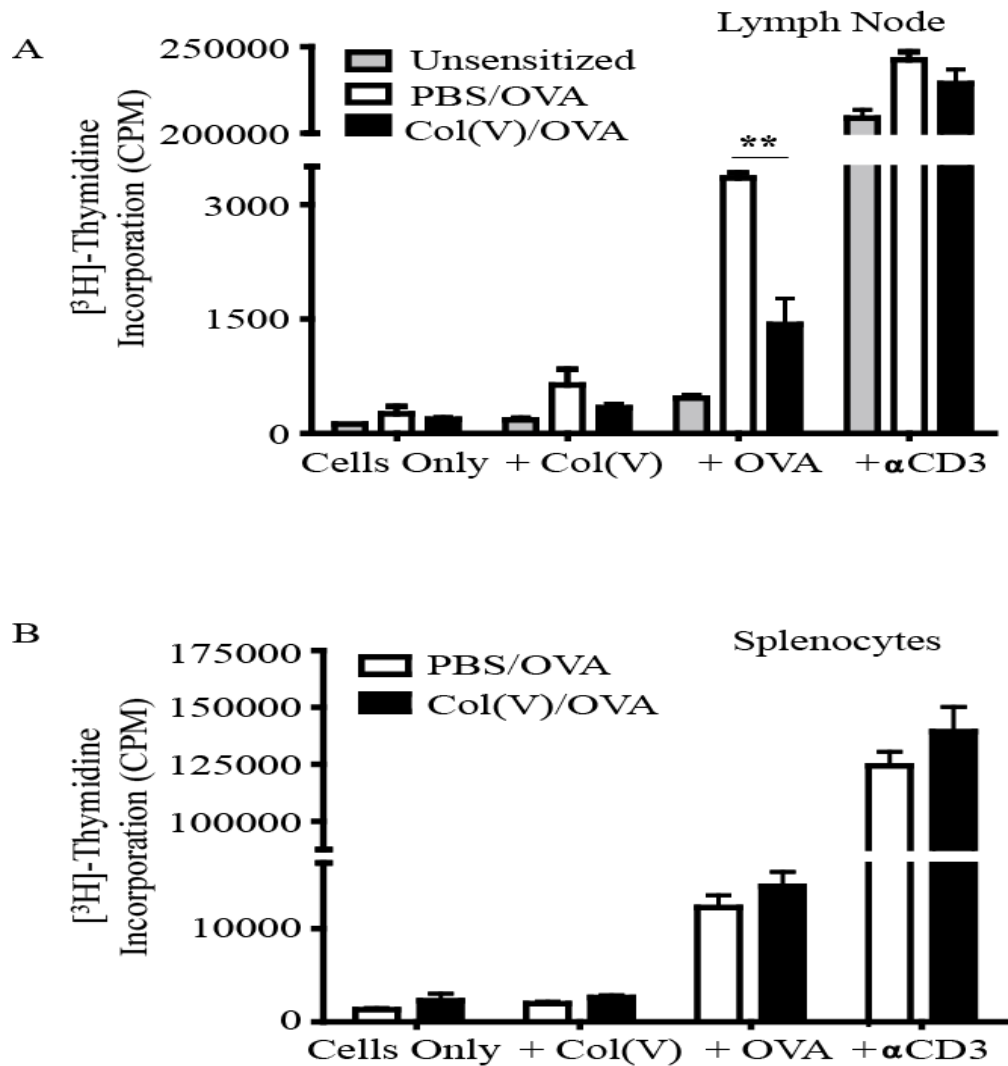 A
Lymph Node
250000
200000
3000
1500
0
[³H]-Thymidine
Incorporation (CPM)
Unsensitized
PBS/OVA
Col(V)/OVA
**
Cells Only + Col(V) + OVA + αCD3
B
Splenocytes
175000
150000
125000
100000
10000
0
[³H]-Thymidine
Incorporation (CPM)
PBS/OVA
Col(V)/OVA
Cells Only + Col(V) + OVA + αCD3